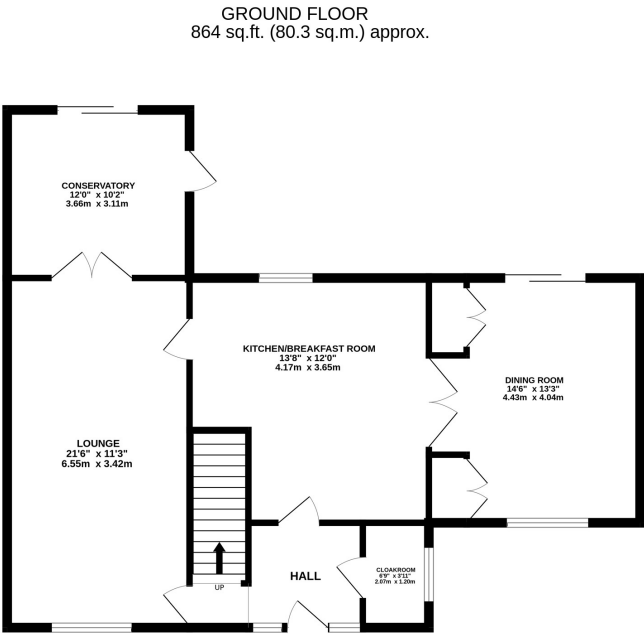 GROUND FLOOR
864 sq.ft. (80.3 sq.m.) approx.
CONSERVATORY
12'0" x 10'2"
3.66m x 3.11m
KITCHEN/BREAKFAST ROOM
13'8" x 12'0"
4.17m x 3.65m
DINING ROOM
14'6" x 13'3"
4.43m x 4.04m
LOUNGE
21'6" x 11'3"
6.55m x 3.42m
HALL
CLOAKROOM
6'9" x 3'11"
2.07m x 1.20m
UP